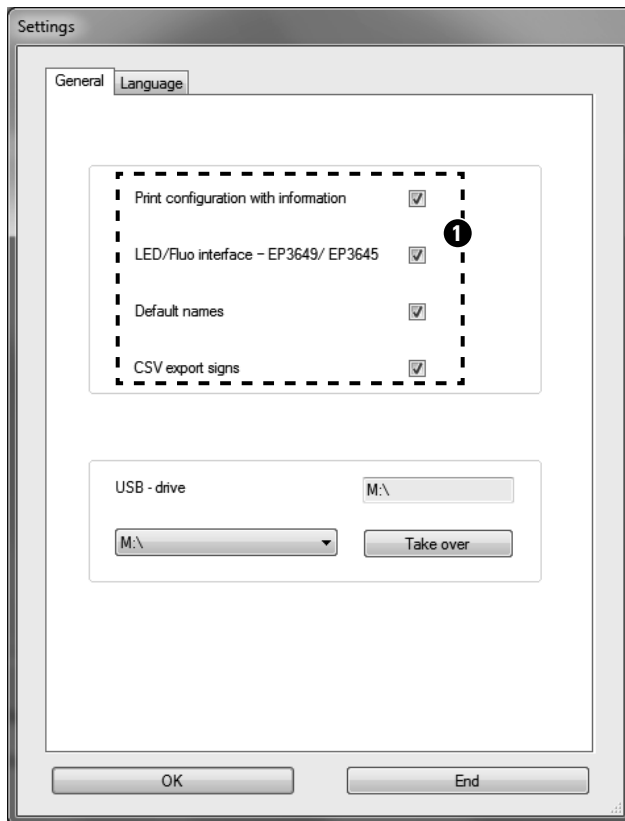 Settings
General Language
Print configuration with information
1
LED/Fluo interface – EP3649/ EP3645
Default names
CSV export signs
USB - drive M:\
M:\ Take over
OK End